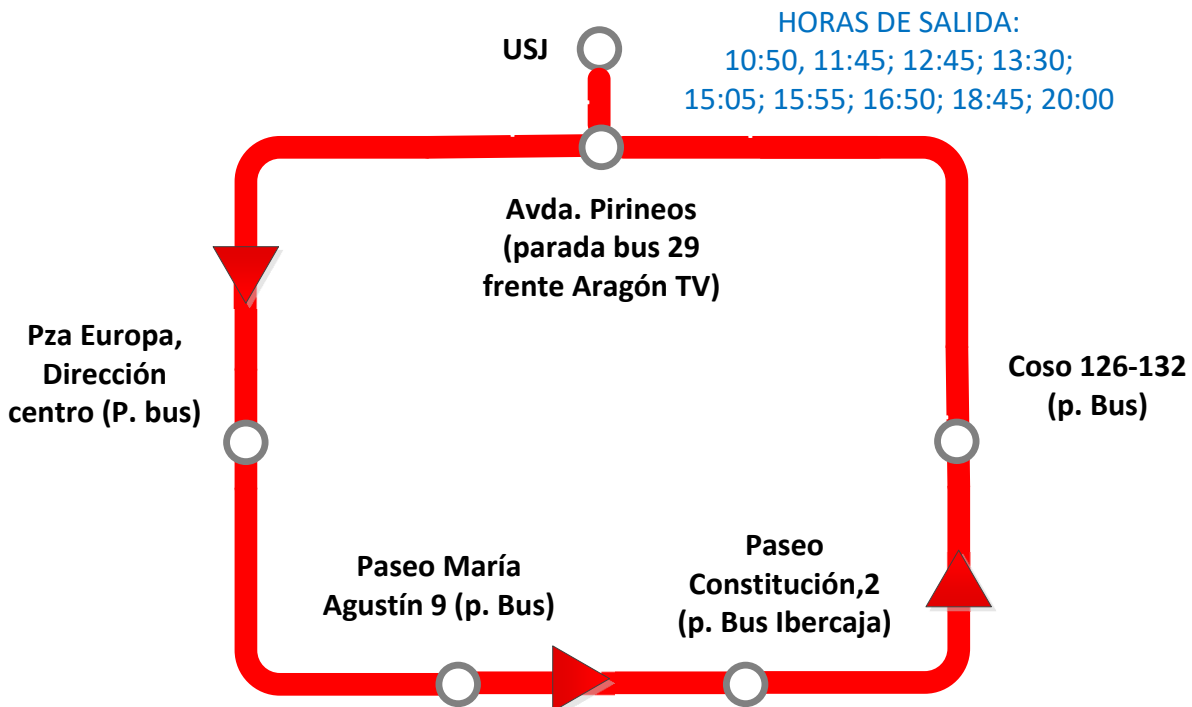 USJ
HORAS DE SALIDA:
10:50, 11:45; 12:45; 13:30;
15:05; 15:55; 16:50; 18:45; 20:00
Avda. Pirineos
(parada bus 29
frente Aragón TV)
Pza Europa,
Dirección
centro (P. bus)
Coso 126-132
(p. Bus)
Paseo María
Agustín 9 (p. Bus)
Paseo
Constitución,2
(p. Bus Ibercaja)